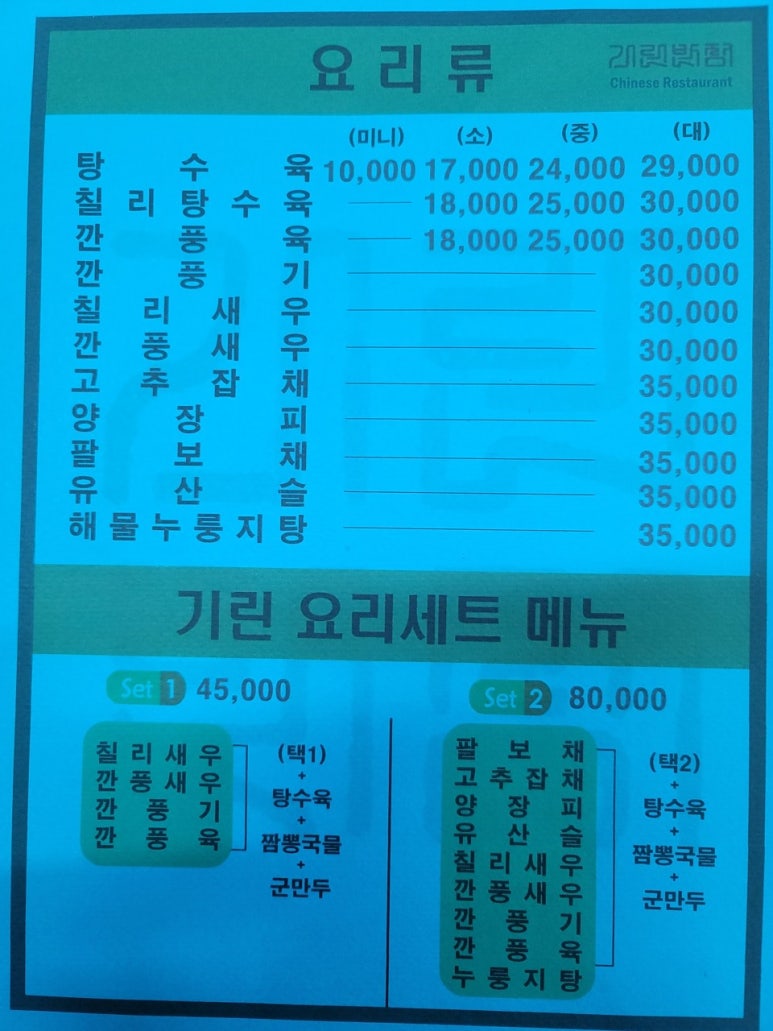 요리류
기린반점
Chinese Restaurant
(미니) (소) (중) (대)
탕수육 10,000 17,000 24,000 29,000
칠리탕수육 18,000 25,000 30,000
깐풍육 18,000 25,000 30,000
깐풍기 30,000
칠리새우 30,000
깐풍새우 30,000
고추잡채 35,000
양장피 35,000
팔보채 35,000
유산슬 35,000
해물누룽지탕 35,000
기린 요리세트 메뉴
Set 1 45,000
칠리새우
깐풍새우
깐풍기
깐풍육
(택1)
+
탕수육
+
짬뽕국물
+
군만두
Set 2 80,000
팔보채
고추잡채
양장피
유산슬
칠리새우
깐풍새우
깐풍기
깐풍육
누룽지탕
(택2)
+
탕수육
+
짬뽕국물
+
군만두